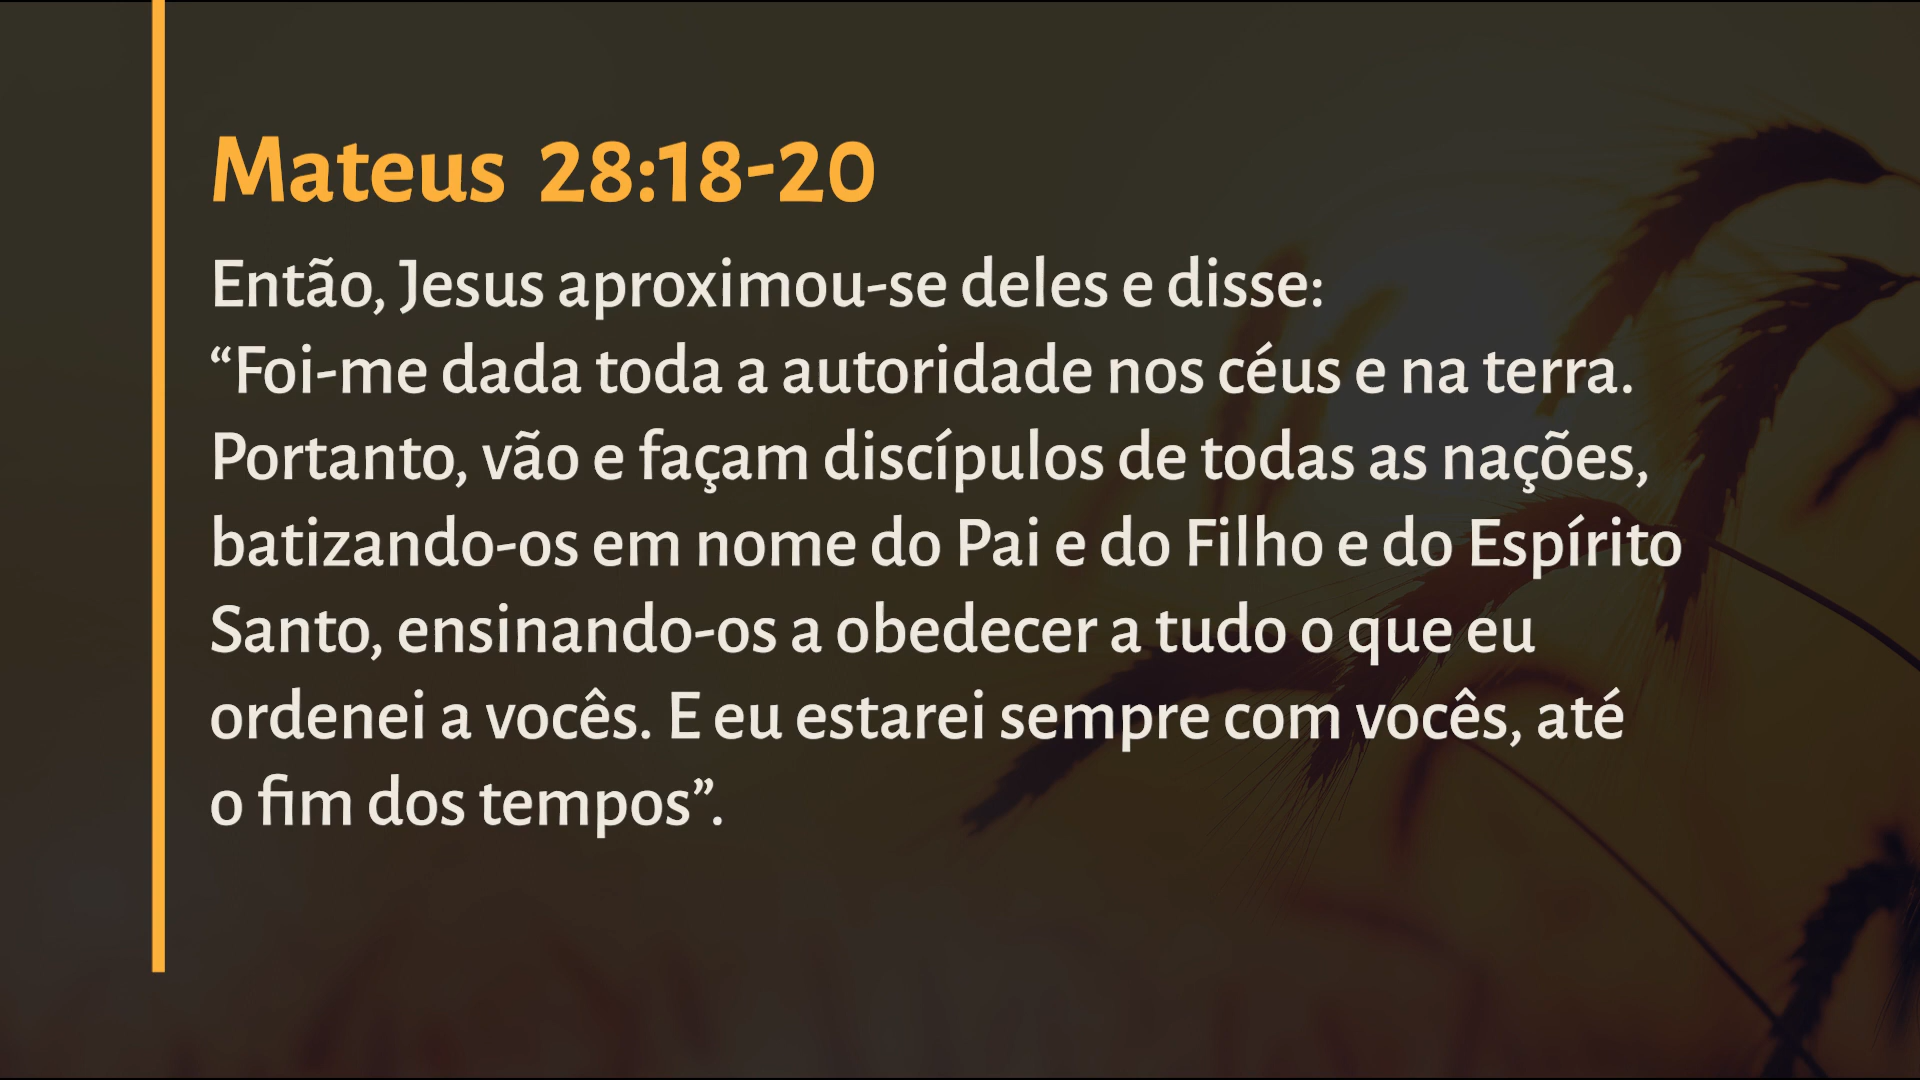 Mateus 28:18-20
Então, Jesus aproximou-se deles e disse:
“Foi-me dada toda a autoridade nos céus e na terra.
Portanto, vão e façam discípulos de todas as nações,
batizando-os em nome do Pai e do Filho e do Espírito
Santo, ensinando-os a obedecer a tudo o que eu
ordenei a vocês. E eu estarei sempre com vocês, até
o fim dos tempos”.